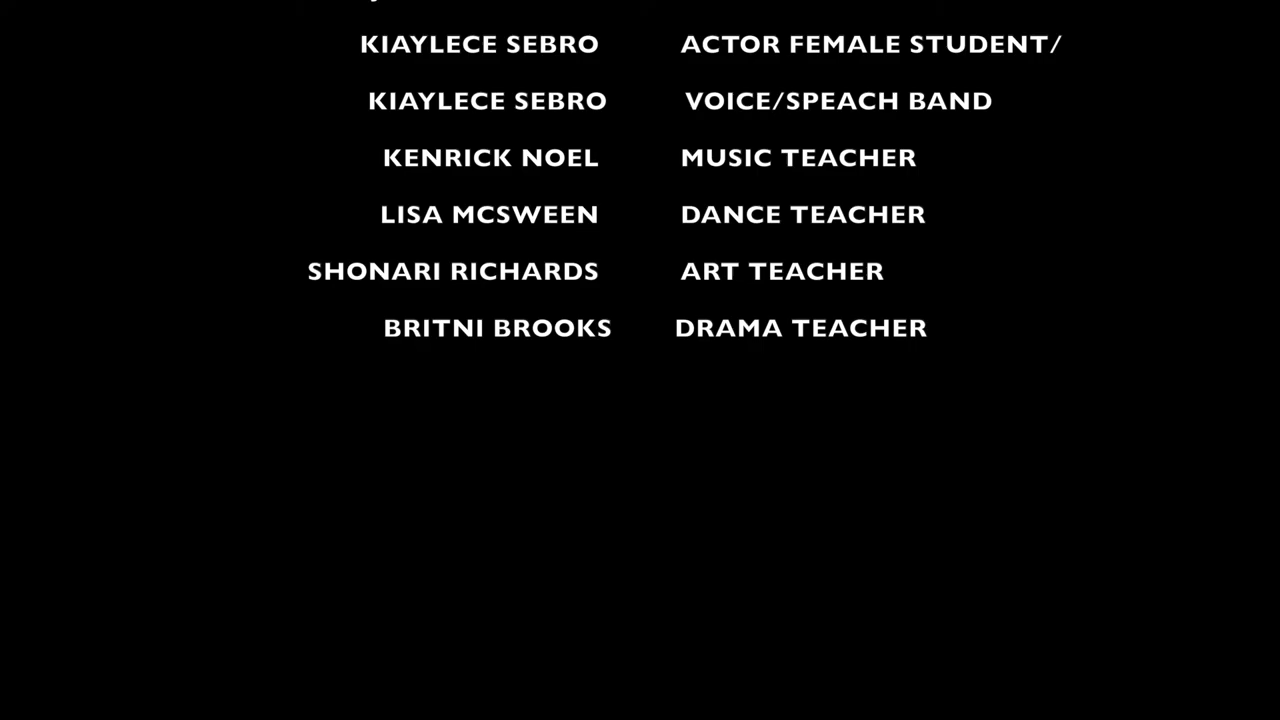 KIAYLECE SEBRO ACTOR FEMALE STUDENT/
KIAYLECE SEBRO VOICE/SPEACH BAND
KENRICK NOEL MUSIC TEACHER
LISA MCSWEEN DANCE TEACHER
SHONARI RICHARDS ART TEACHER
BRITNI BROOKS DRAMA TEACHER